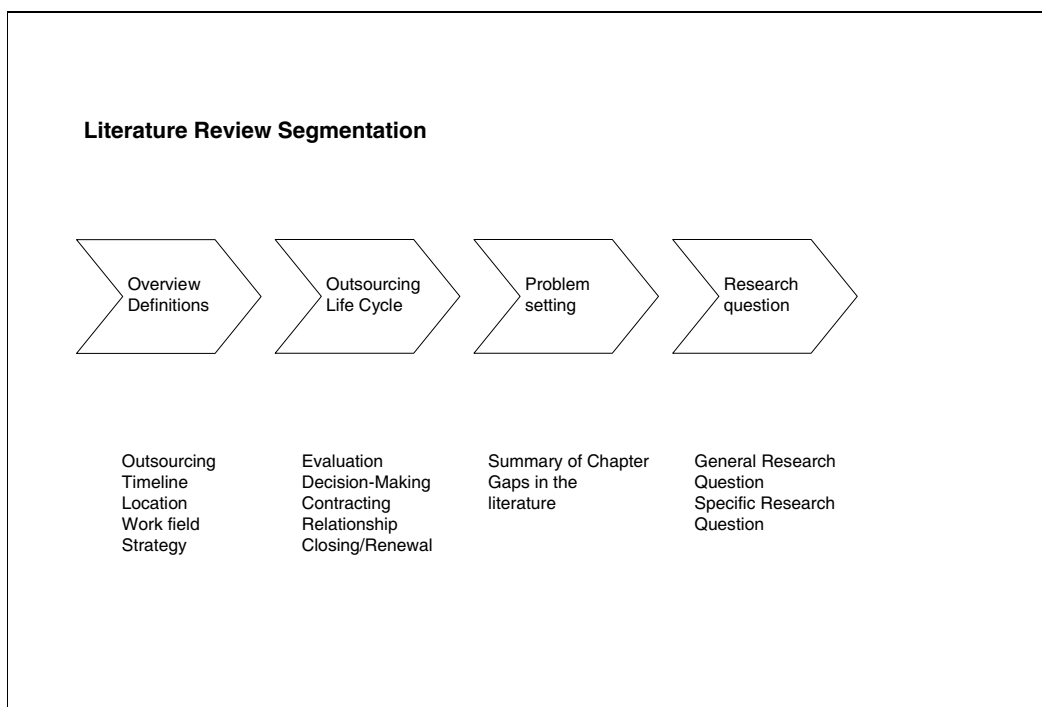 Literature Review Segmentation
Overview
Definitions
Outsourcing
Life Cycle
Problem
setting
Research
question
Outsourcing
Timeline
Location
Work field
Strategy
Evaluation
Decision-Making
Contracting
Relationship
Closing/Renewal
Summary of Chapter
Gaps in the
literature
General Research
Question
Specific Research
Question